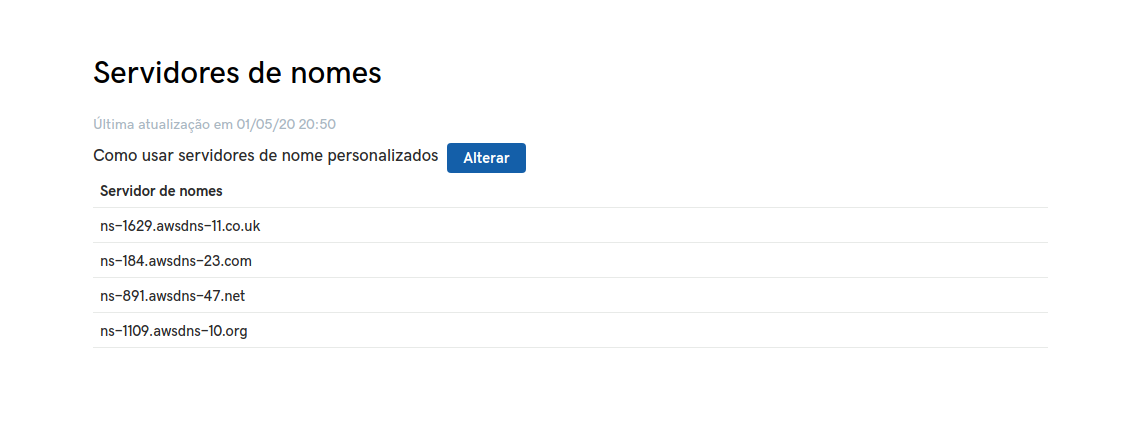 Servidores de nomes
Última atualização em 01/05/20 20:50
Como usar servidores de nome personalizados Alterar
Servidor de nomes
ns-1629.awsdns-11.co.uk
ns-184.awsdns-23.com
ns-891.awsdns-47.net
ns-1109.awsdns-10.org